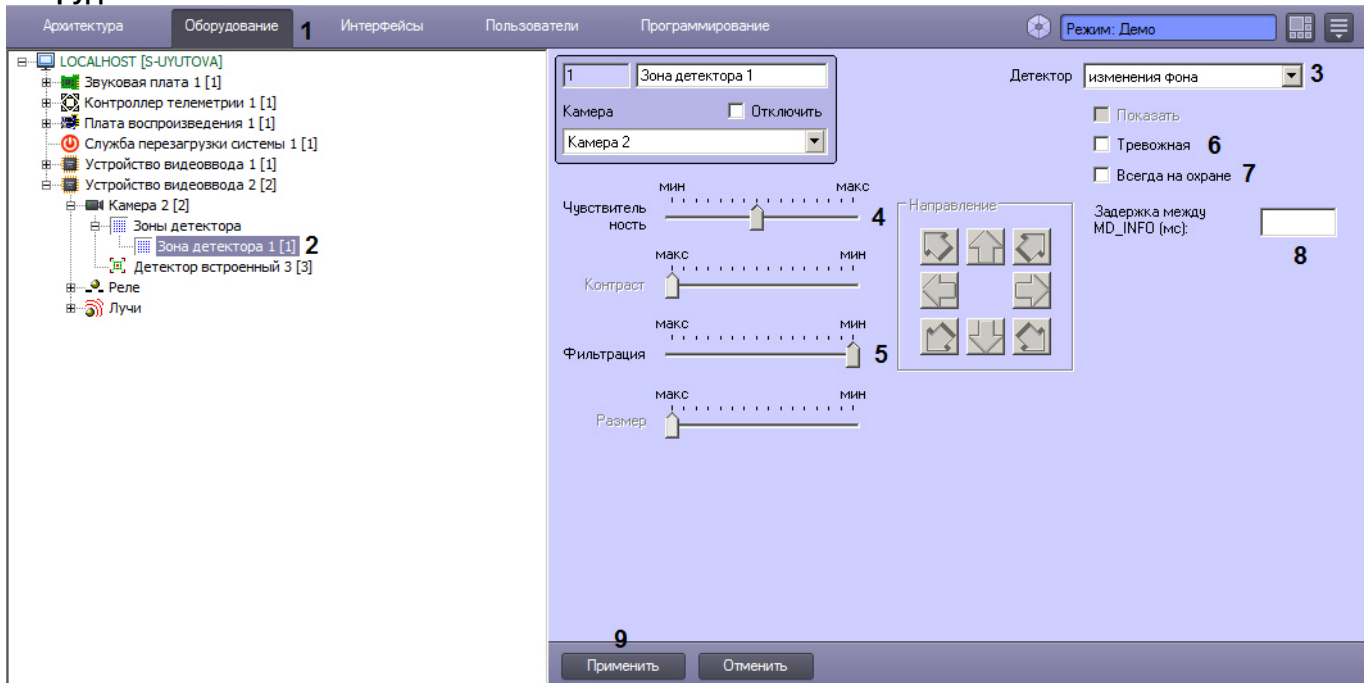 Архитектура Оборудование 1 Интерфейсы Пользователи Программирование Режим: Демо
LOCALHOST [S-UYUTOVA]
Звуковая плата 1 [1]
Контроллер телеметрии 1 [1]
Плата воспроизведения 1 [1]
Служба перезагрузки системы 1 [1]
Устройство видеоввода 1 [1]
Устройство видеоввода 2 [2]
Камера 2 [2]
Зоны детектора
Зона детектора 1 [1] 2
Детектор встроенный 3 [3]
Реле
Лучи
1 Зона детектора 1
Камера Отключить
Камера 2
Детектор изменения фона 3
Показать
Тревожная 6
Всегда на охране 7
Задержка между
MD_INFO (мс):
8
мин макс
Чувствитель
ность
4
макс мин
Контраст
макс мин
Фильтрация 5
макс мин
Размер
Направление
9
Применить Отменить